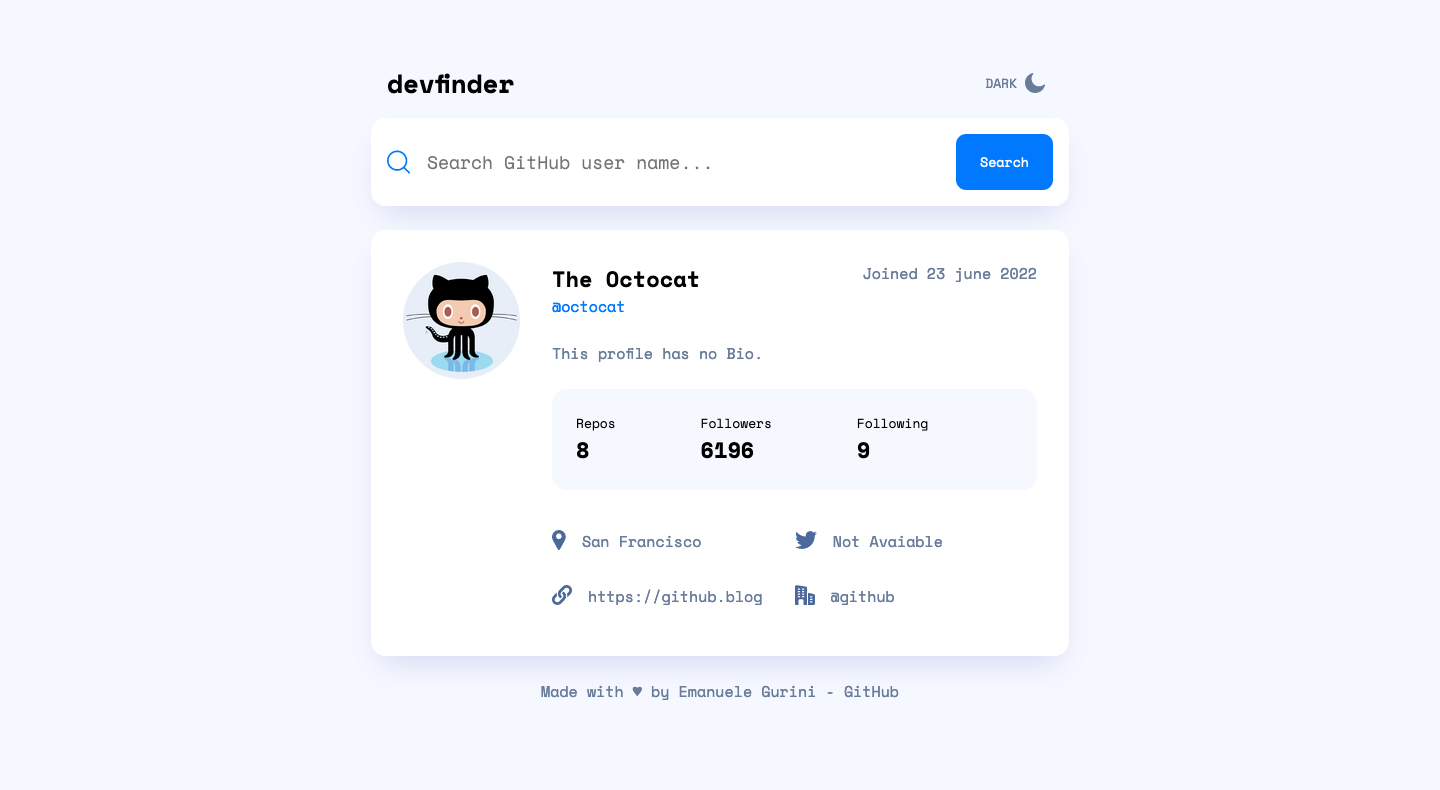 devfinder
DARK
Search GitHub user name...
Search
The Octocat
Joined 23 june 2022
@octocat
This profile has no Bio.
Repos Followers Following
8 6196 9
San Francisco
Not Avaiable
https://github.blog
@github
Made with ♥ by Emanuele Gurini - GitHub